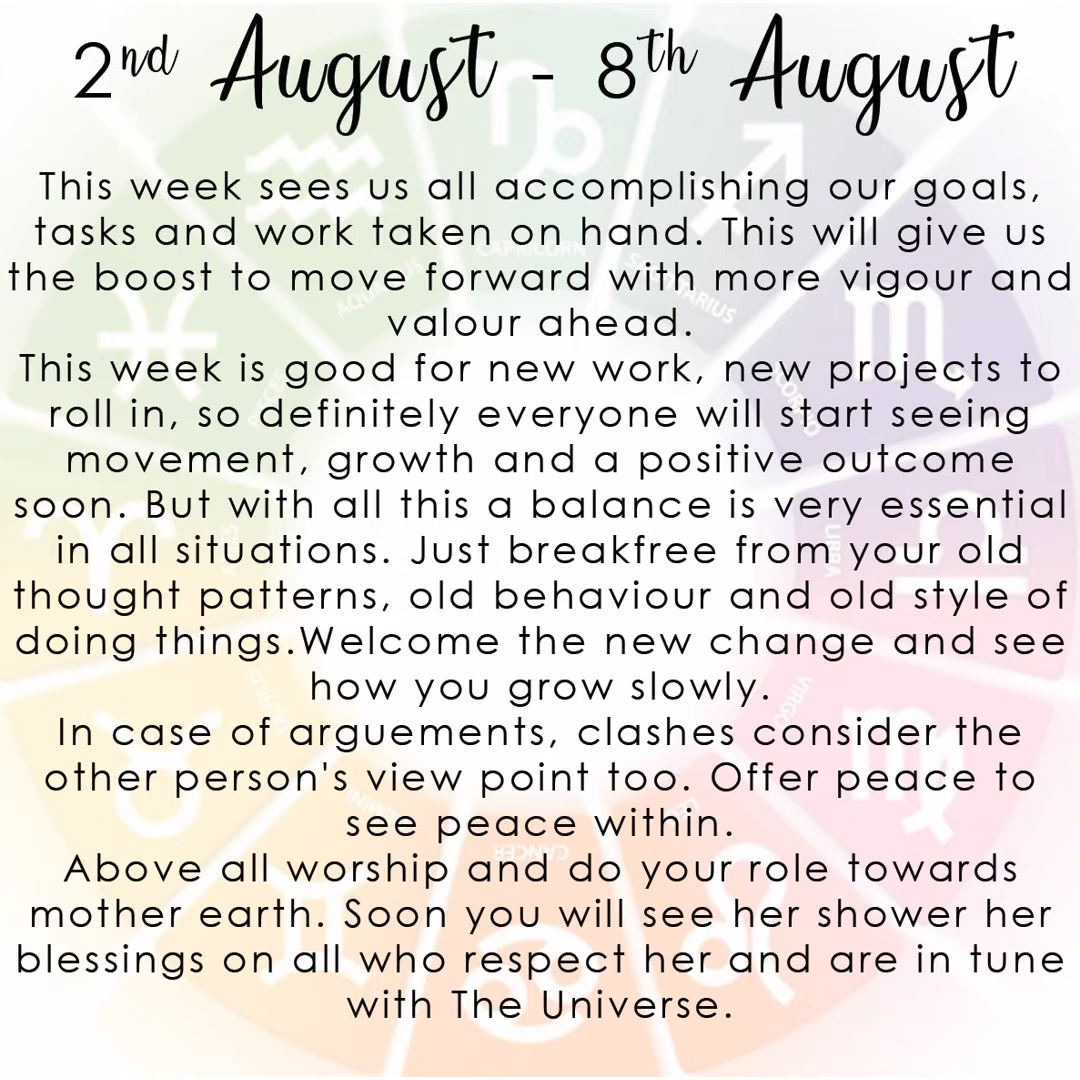 2nd August - 8th August
This week sees us all accomplishing our goals,
tasks and work taken on hand. This will give us
the boost to move forward with more vigour and
valour ahead.
This week is good for new work, new projects to
roll in, so definitely everyone will start seeing
movement, growth and a positive outcome
soon. But with all this a balance is very essential
in all situations. Just breakfree from your old
thought patterns, old behaviour and old style of
doing things.Welcome the new change and see
how you grow slowly.
In case of arguements, clashes consider the
other person's view point too. Offer peace to
see peace within.
Above all worship and do your role towards
mother earth. Soon you will see her shower her
blessings on all who respect her and are in tune
with The Universe.
CAPRICORN
LIBRA
VIRGO
CANCER